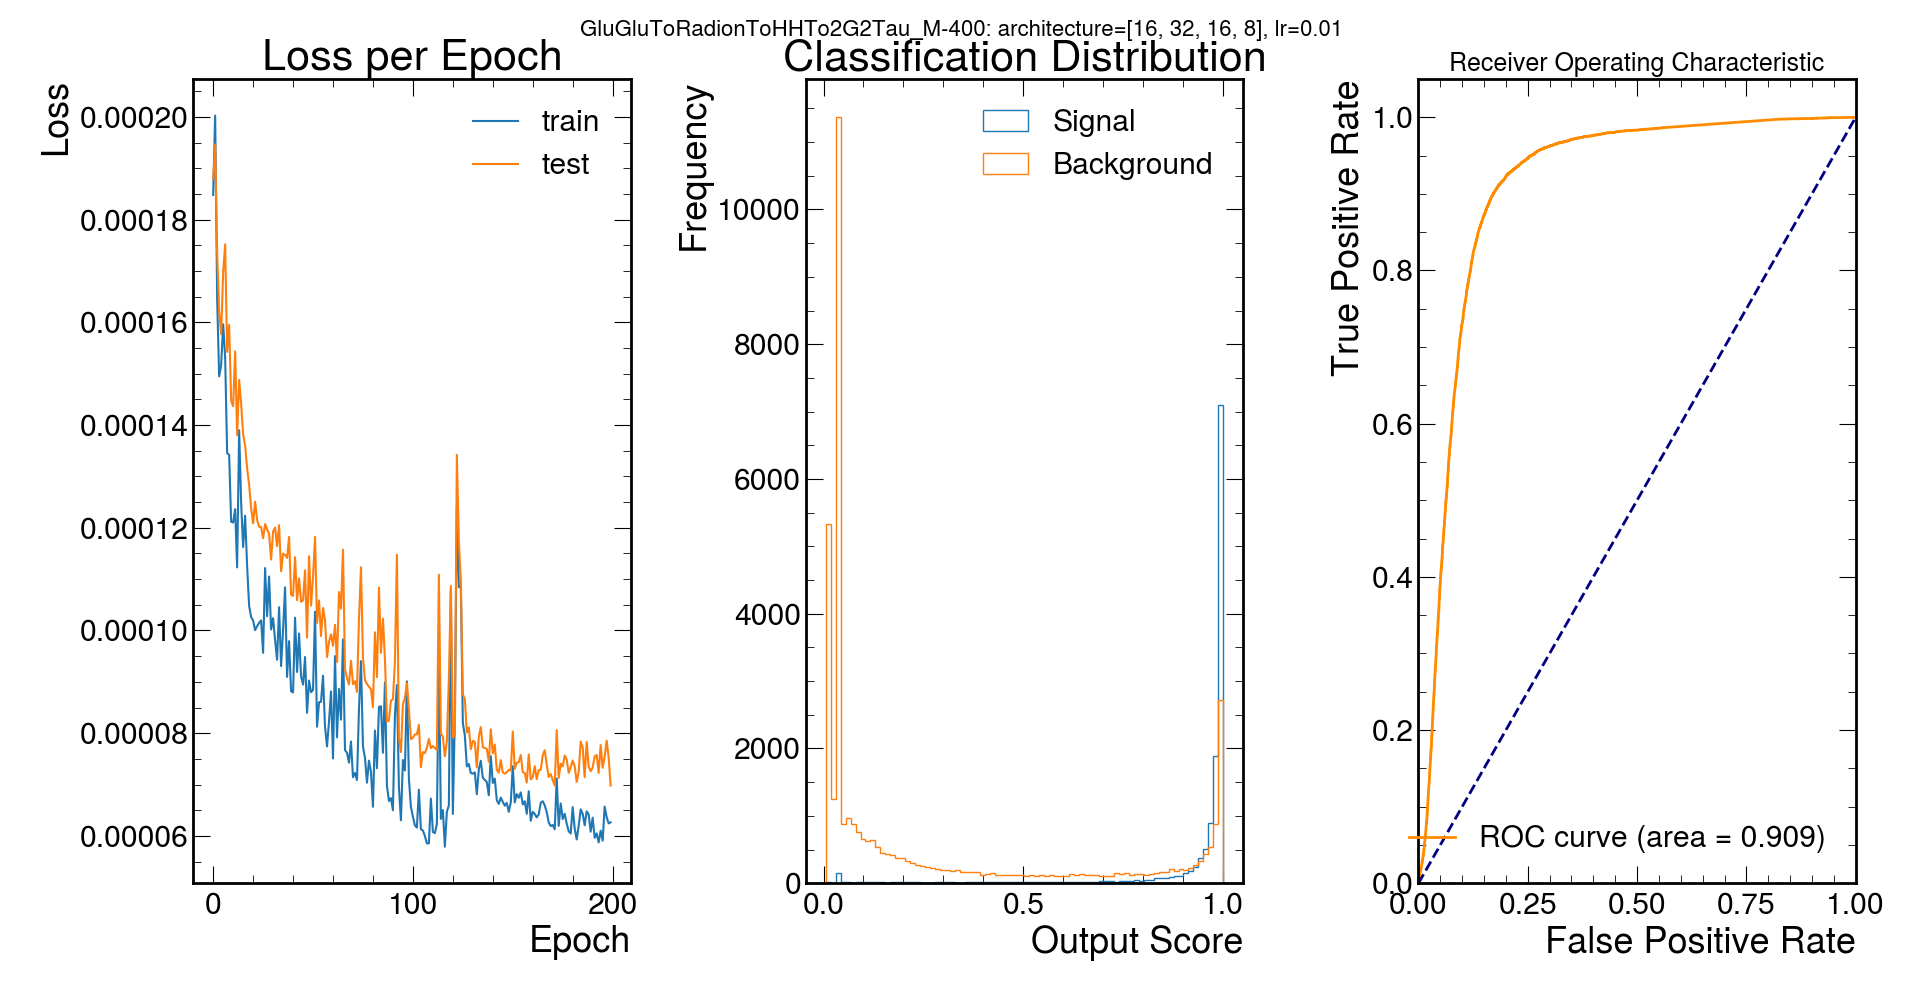 GluGluToRadionToHHTo2G2Tau_M-400: architecture=[16, 32, 16, 8], lr=0.01
Loss per Epoch
Loss
0.00020
0.00018
0.00016
0.00014
0.00012
0.00010
0.00008
0.00006
train
test
0
100
200
Epoch
Classification Distribution
Frequency
10000
8000
6000
4000
2000
0
Signal
Background
0.0
0.5
1.0
Output Score
Receiver Operating Characteristic
True Positive Rate
1.0
0.8
0.6
0.4
0.2
0.0
ROC curve (area = 0.909)
0.00
0.25
0.50
0.75
1.00
False Positive Rate